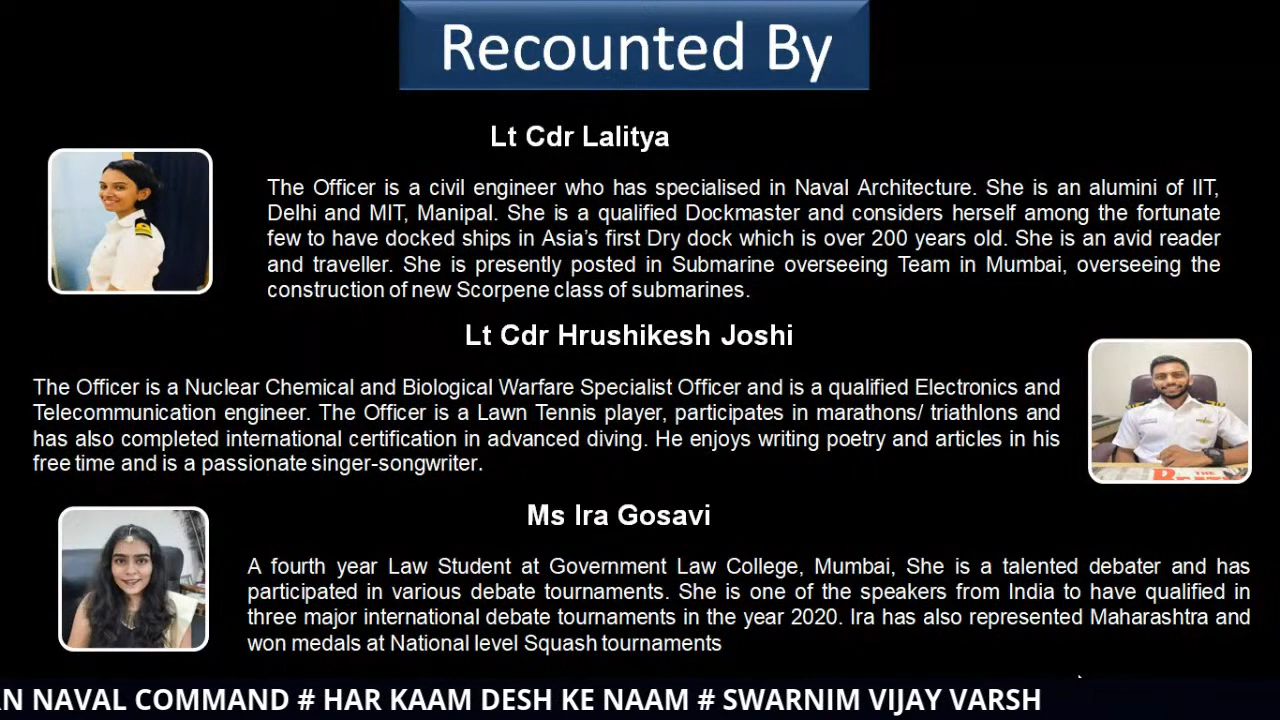 Recounted By
Lt Cdr Lalitya
The Officer is a civil engineer who has specialised in Naval Architecture. She is an alumini of IIT,
Delhi and MIT, Manipal. She is a qualified Dockmaster and considers herself among the fortunate
few to have docked ships in Asia's first Dry dock which is over 200 years old. She is an avid reader
and traveller. She is presently posted in Submarine overseeing Team in Mumbai, overseeing the
construction of new Scorpene class of submarines.
Lt Cdr Hrushikesh Joshi
The Officer is a Nuclear Chemical and Biological Warfare Specialist Officer and is a qualified Electronics and
Telecommunication engineer. The Officer is a Lawn Tennis player, participates in marathons/ triathlons and
has also completed international certification in advanced diving. He enjoys writing poetry and articles in his
free time and is a passionate singer-songwriter.
Ms Ira Gosavi
A fourth year Law Student at Government Law College, Mumbai, She is a talented debater and has
participated in various debate tournaments. She is one of the speakers from India to have qualified in
three major international debate tournaments in the year 2020. Ira has also represented Maharashtra and
won medals at National level Squash tournaments
AN NAVAL COMMAND # HAR KAAM DESH KE NAAM # SWARNIM VIJAY VARSH